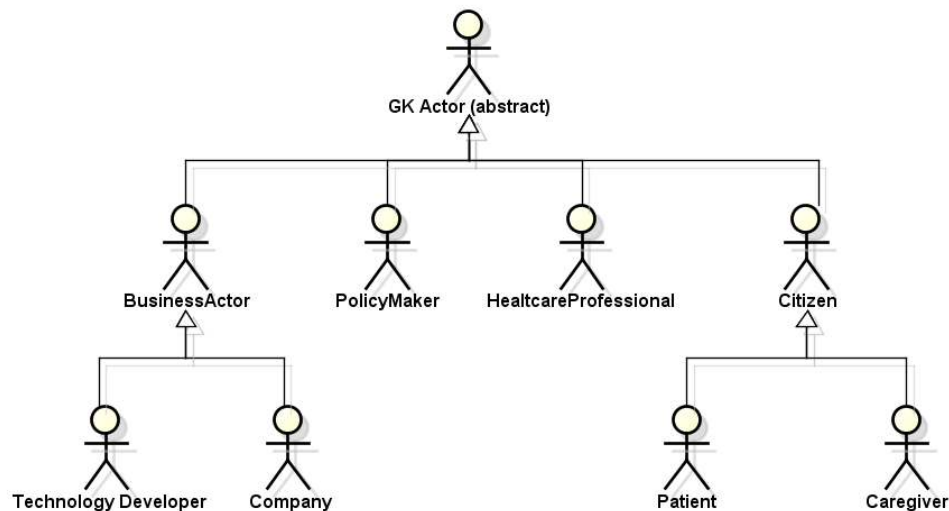 GK Actor (abstract)
BusinessActor
PolicyMaker
HealtcareProfessional
Citizen
Technology Developer
Company
Patient
Caregiver